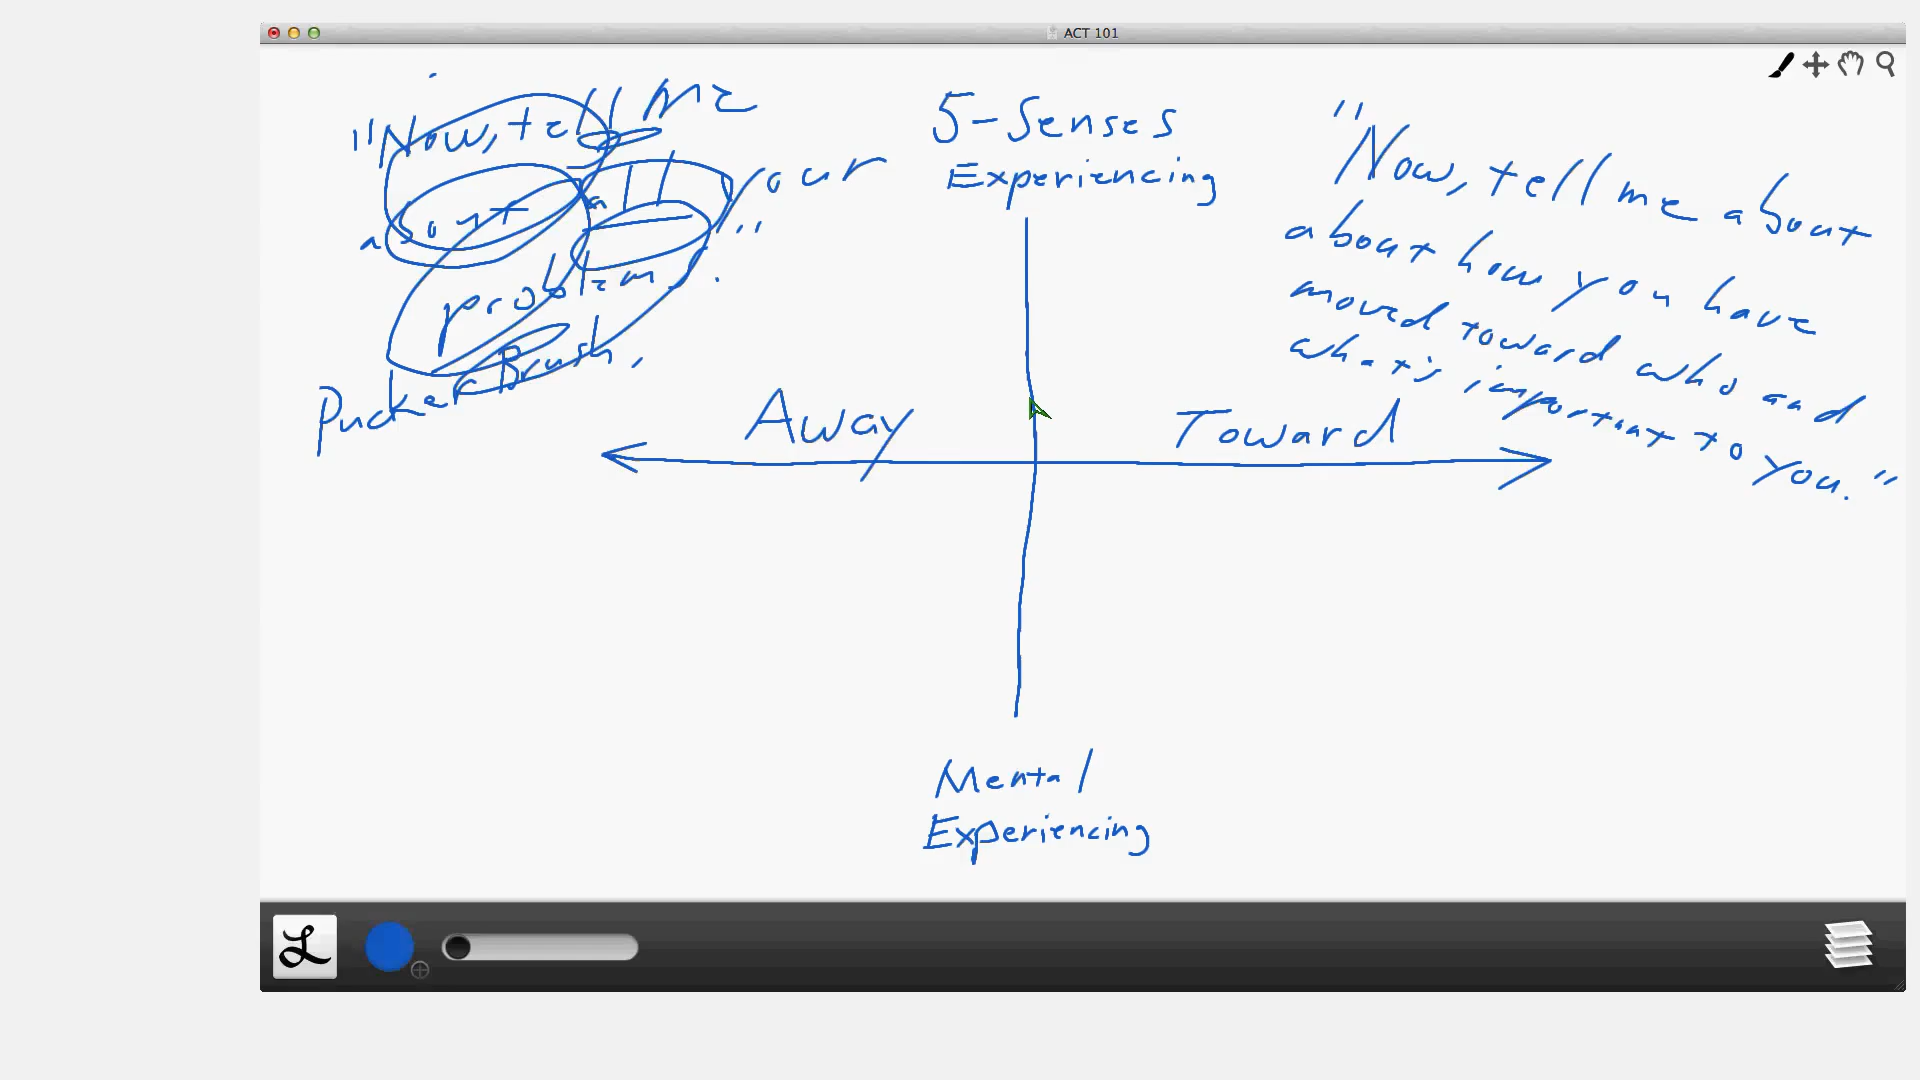 ACT 101
"Now, tell me
about all your
problem."
Pucker Brush,
5-Senses
Experiencing
"Now, tell me about
about how you have
moved toward who and
what's important to
you."
Away
Toward
Mental
Experiencing